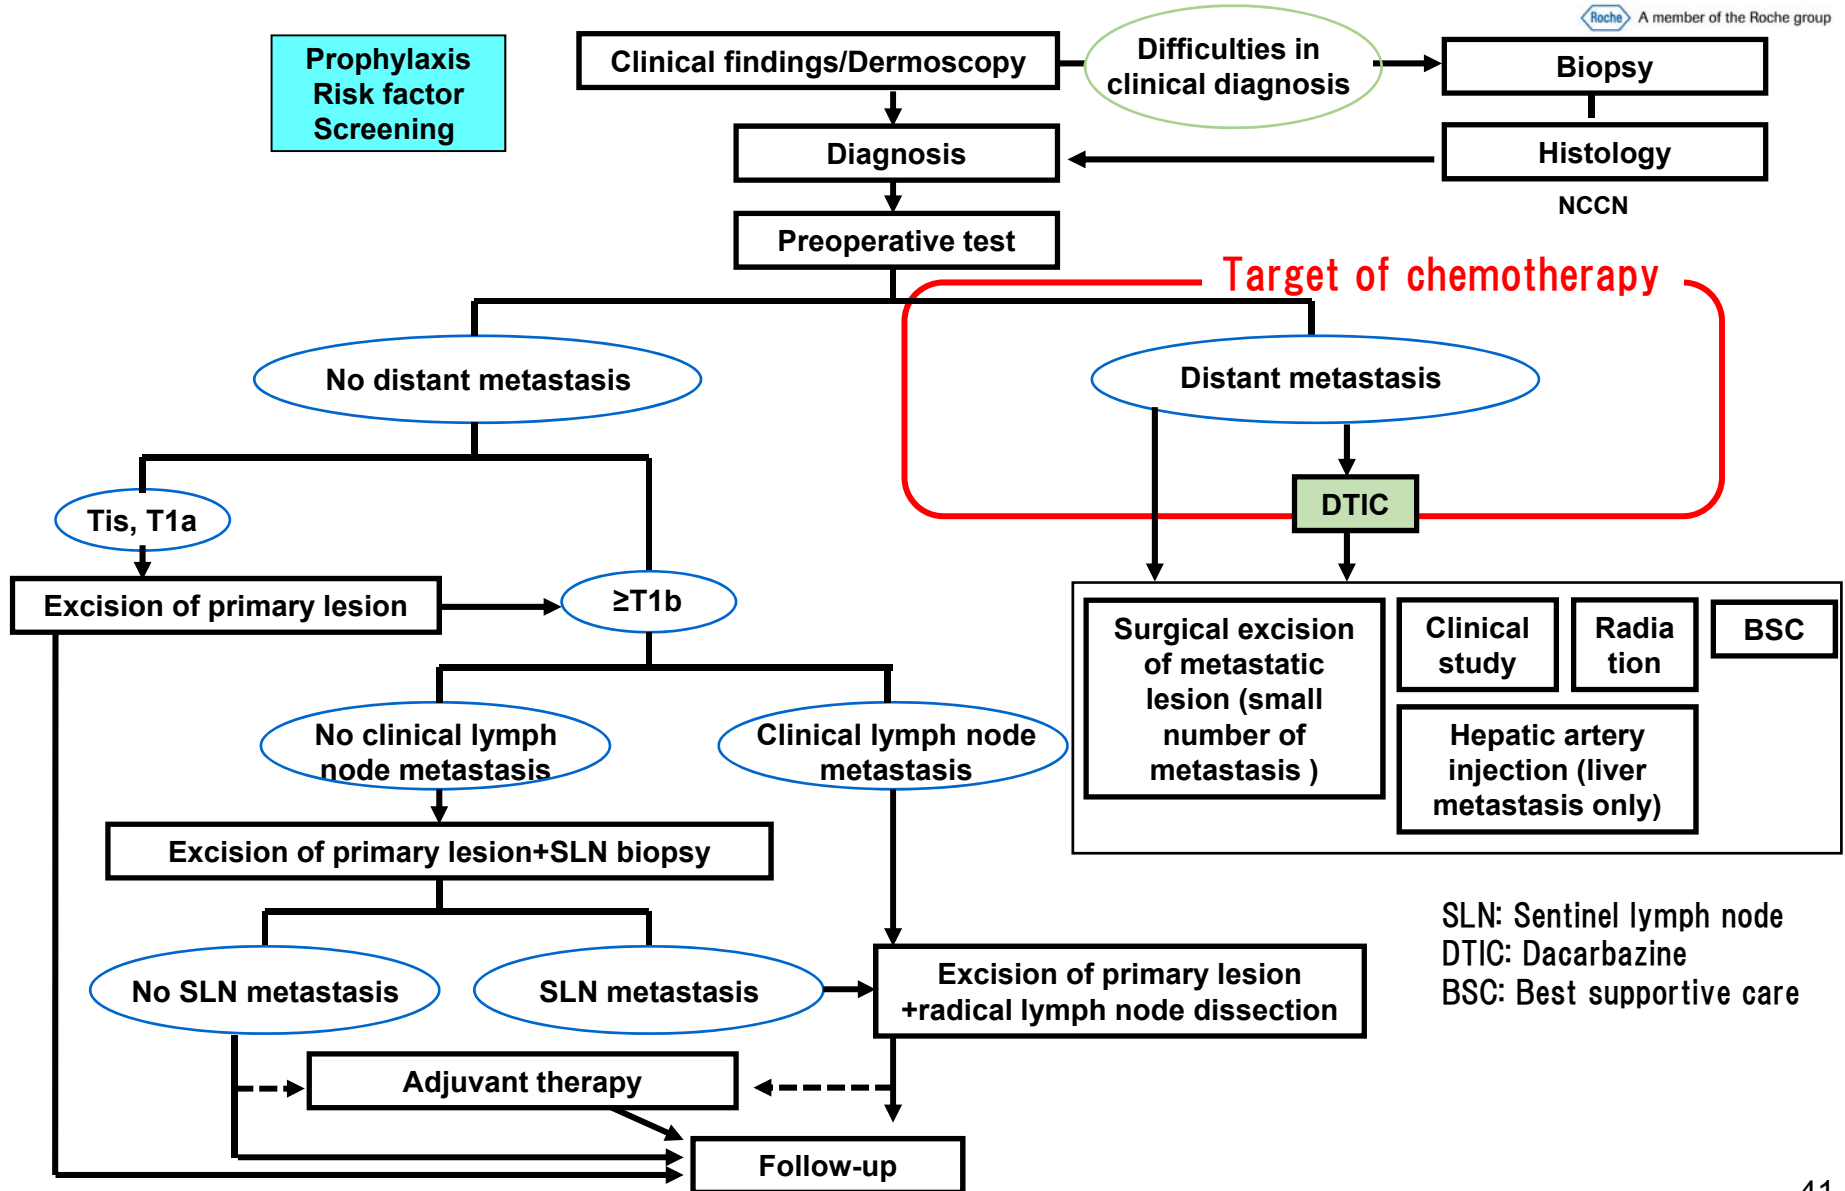 Roche A member of the Roche group
Prophylaxis
Risk factor
Screening
Clinical findings/Dermoscopy
Difficulties in
clinical diagnosis
Biopsy
Diagnosis
Histology
NCCN
Preoperative test
Target of chemotherapy
No distant metastasis
Distant metastasis
Tis, T1a
DTIC
Excision of primary lesion
≥T1b
Surgical excision
of metastatic
lesion (small
number of
metastasis )
Clinical
study
Radia
tion
BSC
Hepatic artery
injection (liver
metastasis only)
No clinical lymph
node metastasis
Clinical lymph node
metastasis
Excision of primary lesion+SLN biopsy
SLN: Sentinel lymph node
DTIC: Dacarbazine
BSC: Best supportive care
No SLN metastasis
SLN metastasis
Excision of primary lesion
+radical lymph node dissection
Adjuvant therapy
Follow-up
41